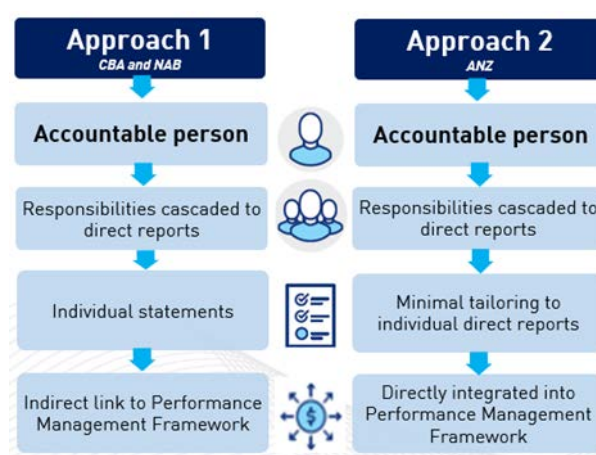 Approach 1
CBA and NAB
Accountable person
Responsibilities cascaded to
direct reports
Individual statements
Indirect link to Performance
Management Framework
Approach 2
ANZ
Accountable person
Responsibilities cascaded to
direct reports
Minimal tailoring to
individual direct reports
Directly integrated into
Performance Management
Framework
$